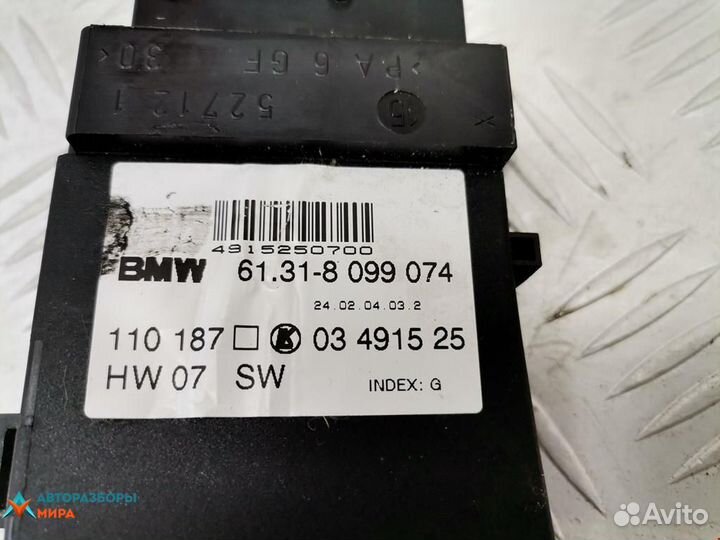 >PA 6 GF 30<
52712 1
15
X
4915250700
BMW 61.31-8 099 074
24.02.04.03.2
110 187 K 03 4915 25
HW 07 SW
INDEX: G
АВТОРАЗБОРЫ
МИРА
Avito